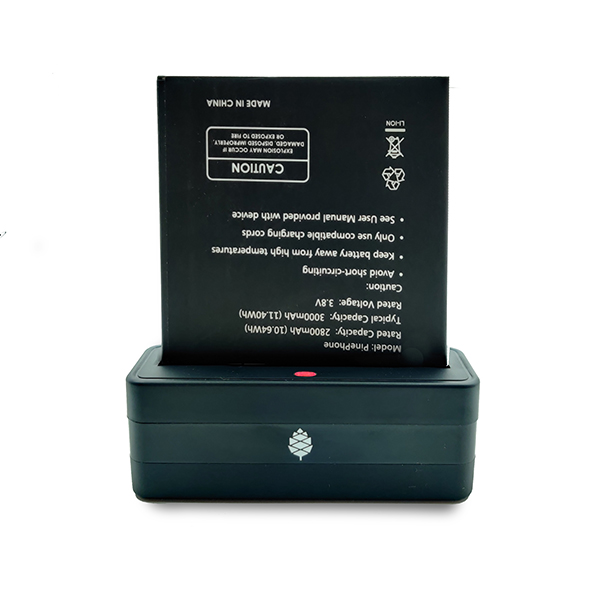 Model: PinePhone
Rated Capacity: 2800mAh (10.64Wh)
Typical Capacity: 3000mAh (11.40Wh)
Rated Voltage: 3.8V
Caution:
• Avoid short-circuiting
• Keep battery away from high temperatures
• Only use compatible charging cords
• See User Manual provided with device
CAUTION
EXPLOSION MAY OCCUR IF
DAMAGED, DISPOSED IMPROPERLY,
OR EXPOSED TO FIRE
LI-ION
MADE IN CHINA